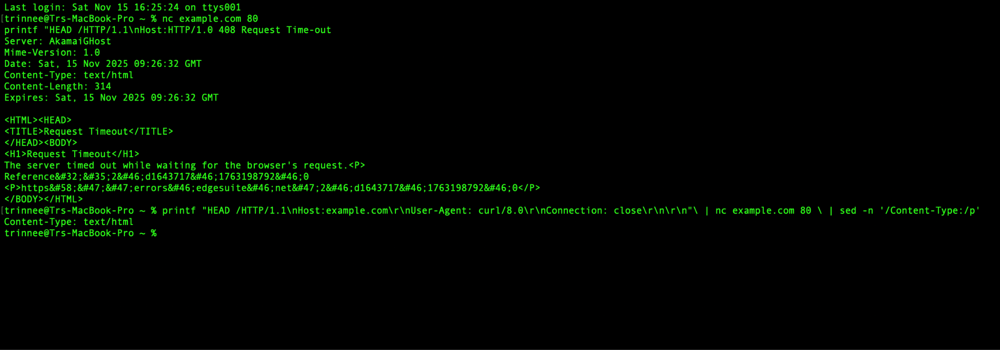 Last login: Sat Nov 15 16:25:24 on ttys001
[trinnee@Trs-MacBook-Pro ~ % nc example.com 80
printf "HEAD /HTTP/1.1\nHost:HTTP/1.0 408 Request Time-out
Server: AkamaiGHost
Mime-Version: 1.0
Date: Sat, 15 Nov 2025 09:26:32 GMT
Content-Type: text/html
Content-Length: 314
Expires: Sat, 15 Nov 2025 09:26:32 GMT

<HTML><HEAD>
<TITLE>Request Timeout</TITLE>
</HEAD><BODY>
<H1>Request Timeout</H1>
The server timed out while waiting for the browser's request.<P>
Reference&#32;&#35;2&#46;d1643717&#46;1763198792&#46;0
<P>https&#58;&#47;&#47;errors&#46;edgesuite&#46;net&#47;2&#46;d1643717&#46;1763198792&#46;0</P>
</BODY></HTML>
[trinnee@Trs-MacBook-Pro ~ % printf "HEAD /HTTP/1.1\nHost:example.com\r\nUser-Agent: curl/8.0\r\nConnection: close\r\n\r\n"\ | nc example.com 80 \ | sed -n '/Content-Type:/p'
Content-Type: text/html
trinnee@Trs-MacBook-Pro ~ %